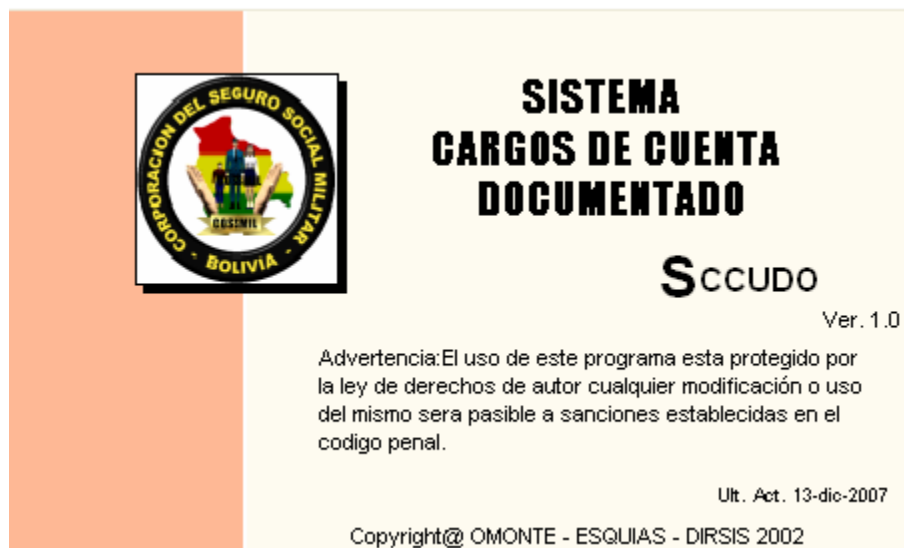 CORPORACION DEL SEGURO SOCIAL MILITAR
COSSMIL
- BOLIVIA -
SISTEMA
CARGOS DE CUENTA
DOCUMENTADO
SCCUDO
Ver. 1.0
Advertencia:El uso de este programa esta protegido por
la ley de derechos de autor cualquier modificación o uso
del mismo sera pasible a sanciones establecidas en el
codigo penal.
Ult. Act. 13-dic-2007
Copyright@ OMONTE - ESQUIAS - DIRSIS 2002